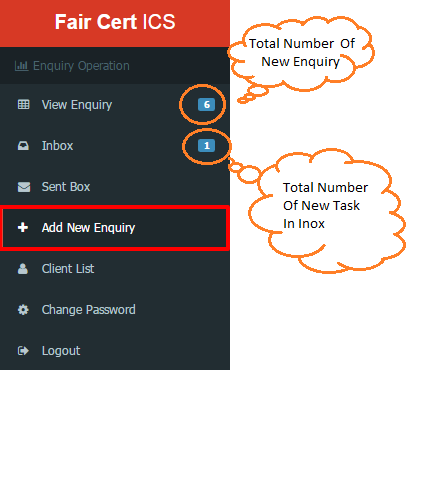 Fair Cert ICS
Enquiry Operation
View Enquiry 6
Inbox 1
Sent Box
Add New Enquiry
Client List
Change Password
Logout
Total Number Of
New Enquiry
Total Number
Of New Task
In Inox